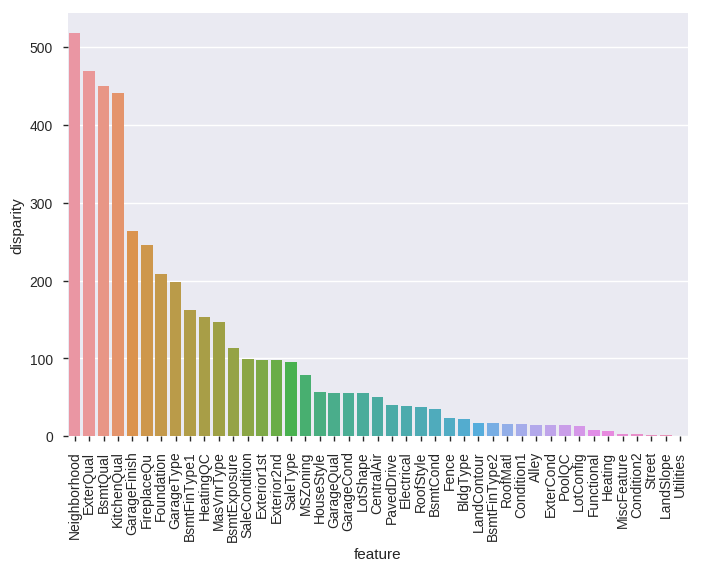 500
400
300
200
100
0
disparity
Neighborhood
ExterQual
BsmtQual
KitchenQual
GarageFinish
FireplaceQu
Foundation
GarageType
BsmtFinType1
HeatingQC
MasVnrType
BsmtExposure
SaleCondition
Exterior1st
Exterior2nd
SaleType
MSZoning
HouseStyle
GarageQual
GarageCond
LotShape
CentralAir
PavedDrive
Electrical
RoofStyle
BsmtCond
Fence
BldgType
LandContour
BsmtFinType2
RoofMatl
Condition1
Alley
ExterCond
PoolQC
LotConfig
Functional
Heating
MiscFeature
Condition2
Street
LandSlope
Utilities
feature